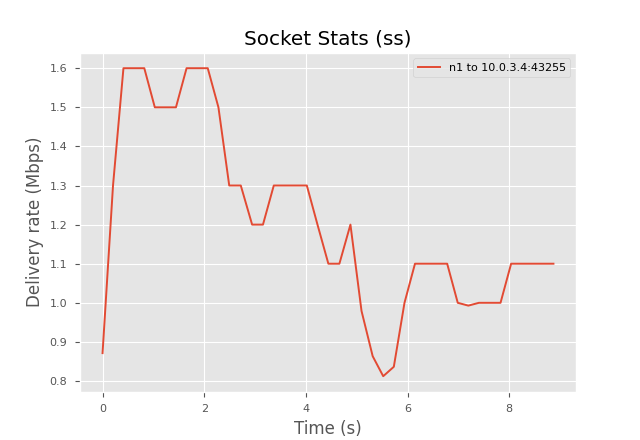 Socket Stats (ss)
n1 to 10.0.3.4:43255
Delivery rate (Mbps)
1.6
1.5
1.4
1.3
1.2
1.1
1.0
0.9
0.8
0 2 4 6 8
Time (s)